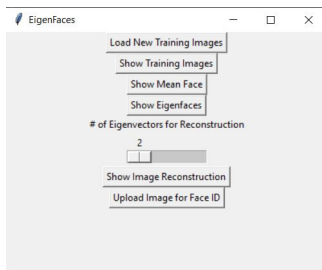 EigenFaces
Load New Training Images
Show Training Images
Show Mean Face
Show Eigenfaces
# of Eigenvectors for Reconstruction
2
Show Image Reconstruction
Upload Image for Face ID